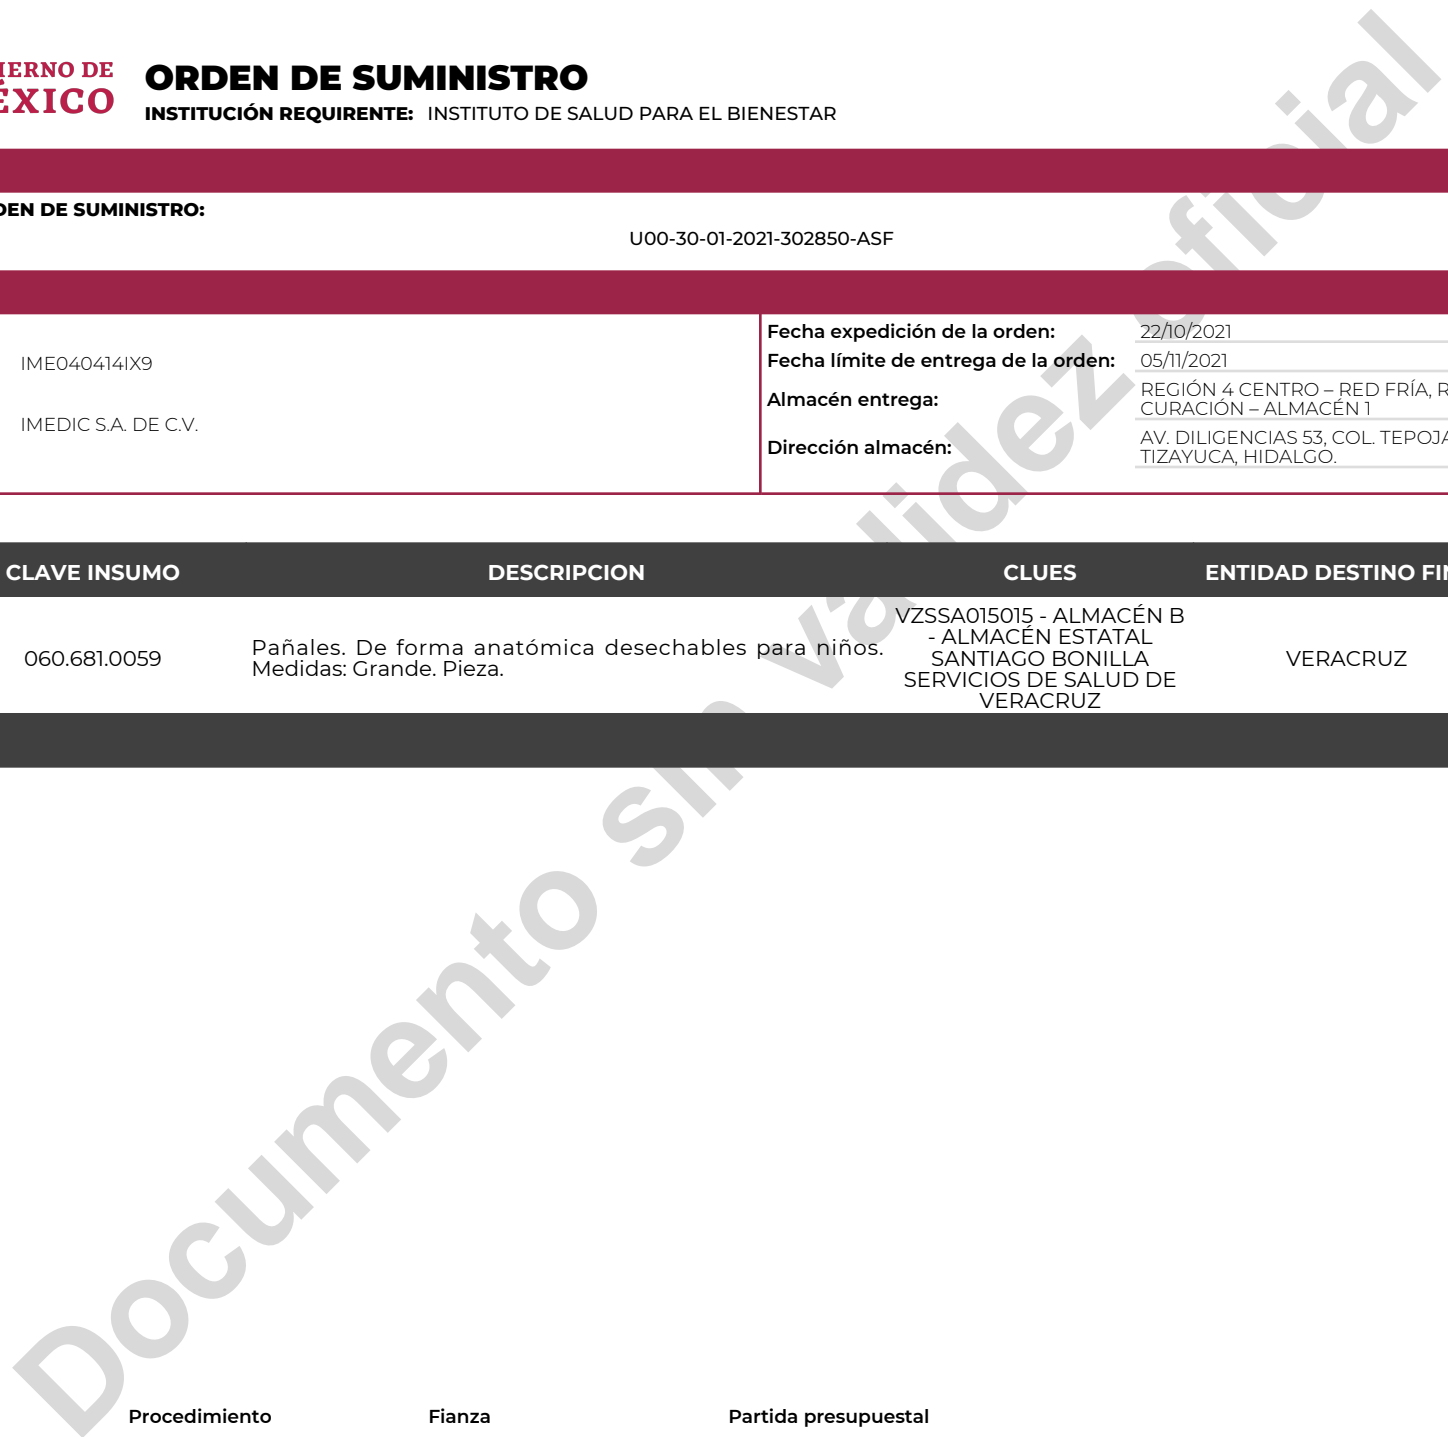 IERNO DE
ÉXICO
ORDEN DE SUMINISTRO
INSTITUCIÓN REQUIRENTE: INSTITUTO DE SALUD PARA EL BIENESTAR
DEN DE SUMINISTRO:
U00-30-01-2021-302850-ASF
IME040414IX9
IMEDIC S.A. DE C.V.
Fecha expedición de la orden: 22/10/2021
Fecha límite de entrega de la orden: 05/11/2021
Almacén entrega: REGIÓN 4 CENTRO – RED FRÍA, R
CURACIÓN – ALMACÉN 1
Dirección almacén: AV. DILIGENCIAS 53, COL. TEPOJA
TIZAYUCA, HIDALGO.
CLAVE INSUMO DESCRIPCION CLUES ENTIDAD DESTINO FIN
060.681.0059
Pañales. De forma anatómica desechables para niños.
Medidas: Grande. Pieza.
VZSSA015015 - ALMACÉN B
- ALMACÉN ESTATAL
SANTIAGO BONILLA
SERVICIOS DE SALUD DE
VERACRUZ
VERACRUZ
Documento sin validez oficial
Procedimiento Fianza Partida presupuestal